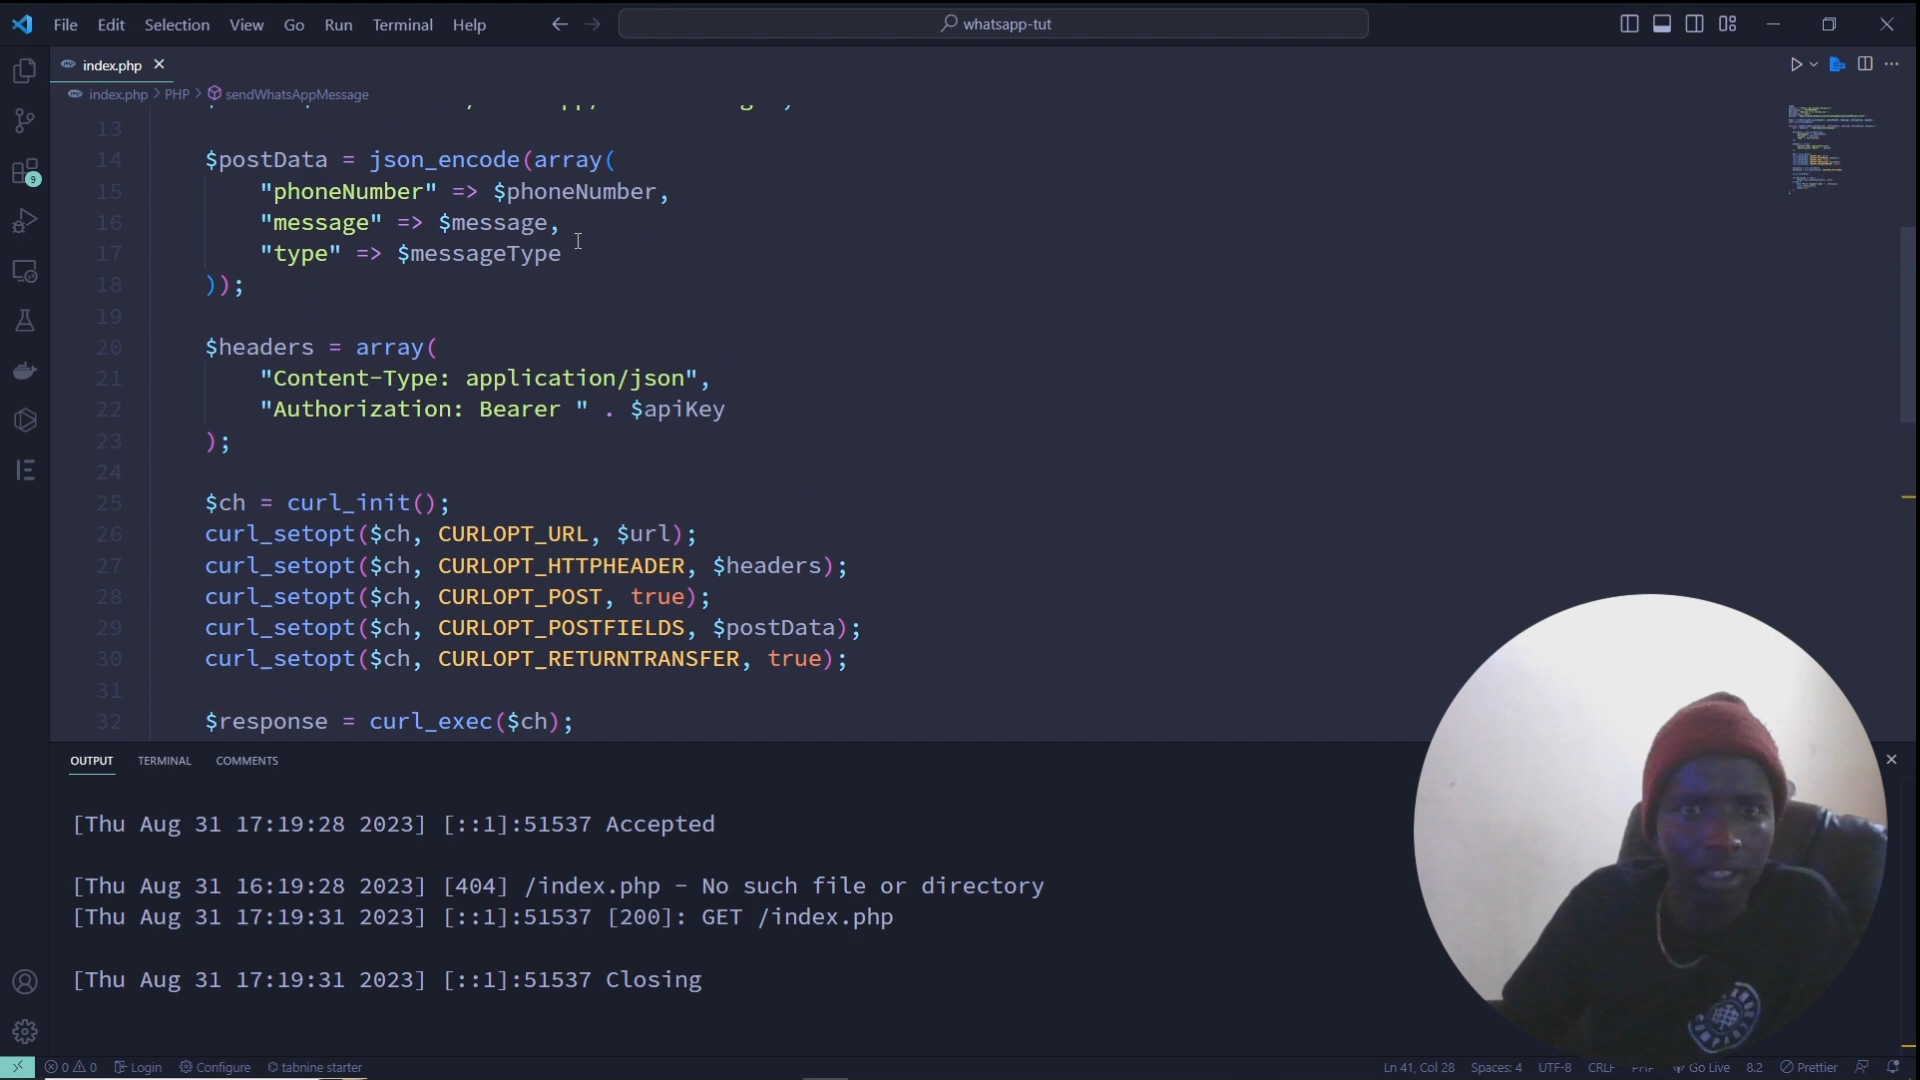 File Edit Selection View Go Run Terminal Help
whatsapp-tut
index.php
index.php > PHP > sendWhatsAppMessage
13
14 $postData = json_encode(array(
15 "phoneNumber" => $phoneNumber,
16 "message" => $message,
17 "type" => $messageType
18 ));
19
20 $headers = array(
21 "Content-Type: application/json",
22 "Authorization: Bearer " . $apiKey
23 );
24
25 $ch = curl_init();
26 curl_setopt($ch, CURLOPT_URL, $url);
27 curl_setopt($ch, CURLOPT_HTTPHEADER, $headers);
28 curl_setopt($ch, CURLOPT_POST, true);
29 curl_setopt($ch, CURLOPT_POSTFIELDS, $postData);
30 curl_setopt($ch, CURLOPT_RETURNTRANSFER, true);
31
32 $response = curl_exec($ch);
9
OUTPUT TERMINAL COMMENTS
[Thu Aug 31 17:19:28 2023] [::1]:51537 Accepted
[Thu Aug 31 16:19:28 2023] [404] /index.php - No such file or directory
[Thu Aug 31 17:19:31 2023] [::1]:51537 [200]: GET /index.php
[Thu Aug 31 17:19:31 2023] [::1]:51537 Closing
0 0 Login Configure tabnine starter Ln 41, Col 28 Spaces: 4 UTF-8 CRLF PHP Go Live 8.2 Prettier